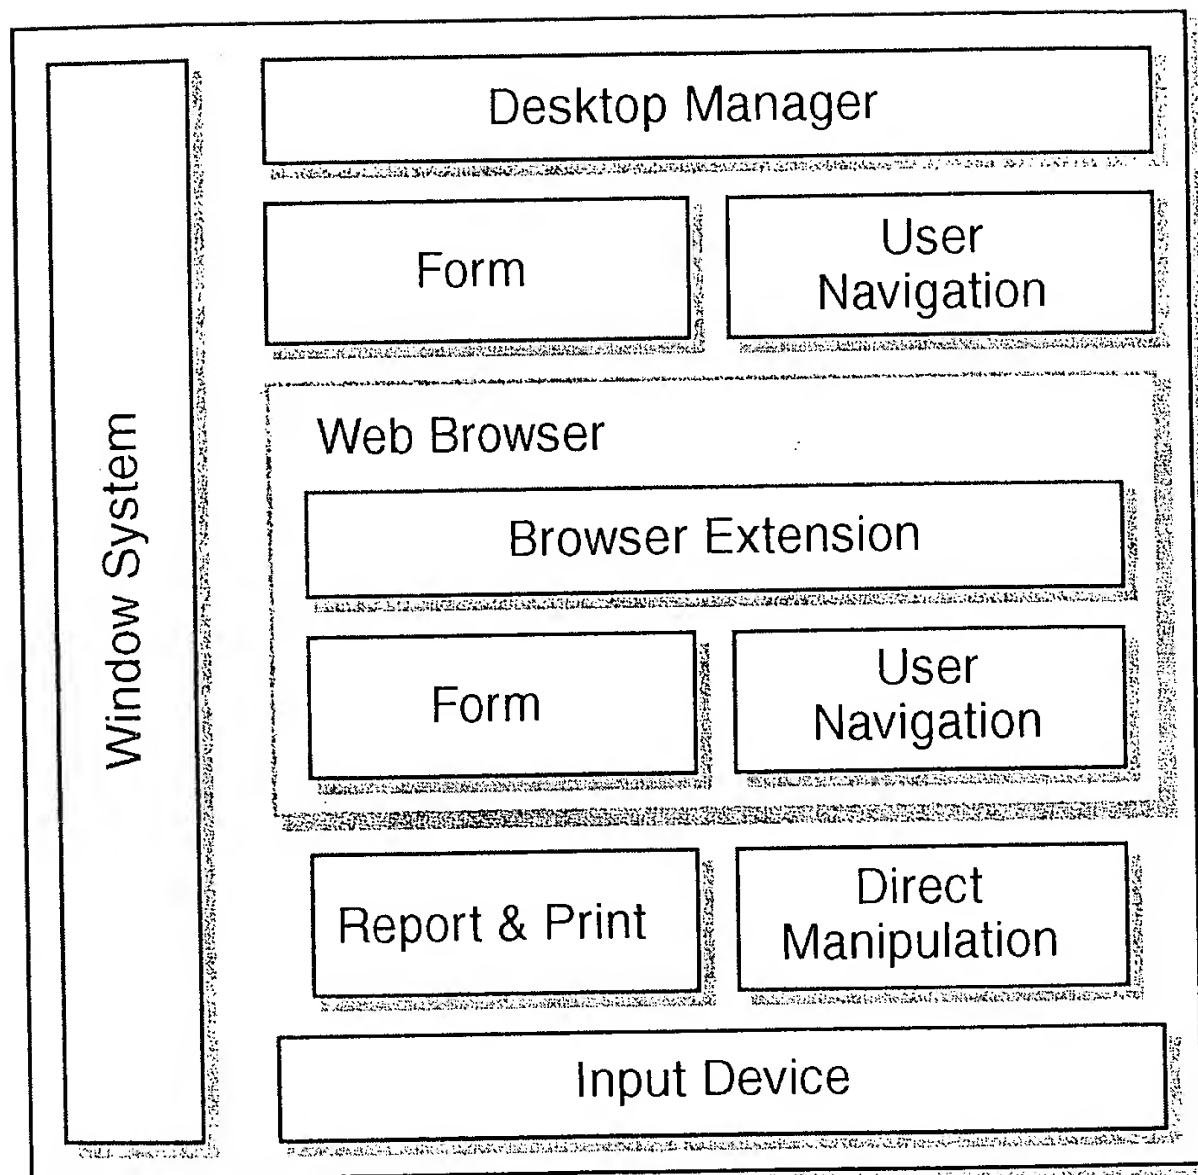 Window System
Desktop Manager
Form
User
Navigation
Web Browser
Browser Extension
Form
User
Navigation
Report & Print
Direct
Manipulation
Input Device